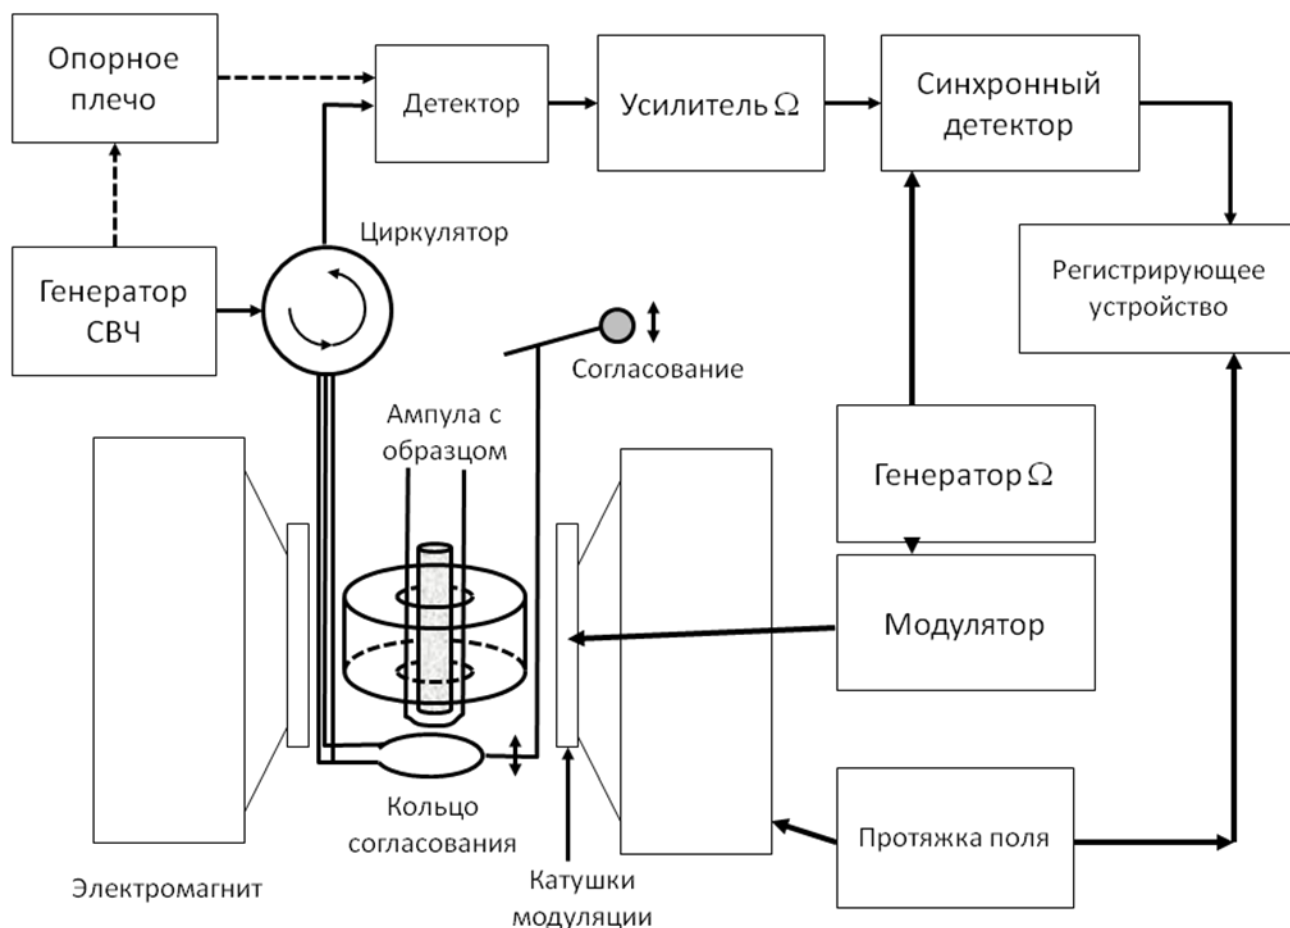 Опорное
плечо
Детектор
Усилитель Ω
Синхронный
детектор
Циркулятор
Генератор
СВЧ
Регистрирующее
устройство
Согласование
Ампула с
образцом
Генератор Ω
Модулятор
Кольцо
согласования
Протяжка поля
Электромагнит
Катушки
модуляции